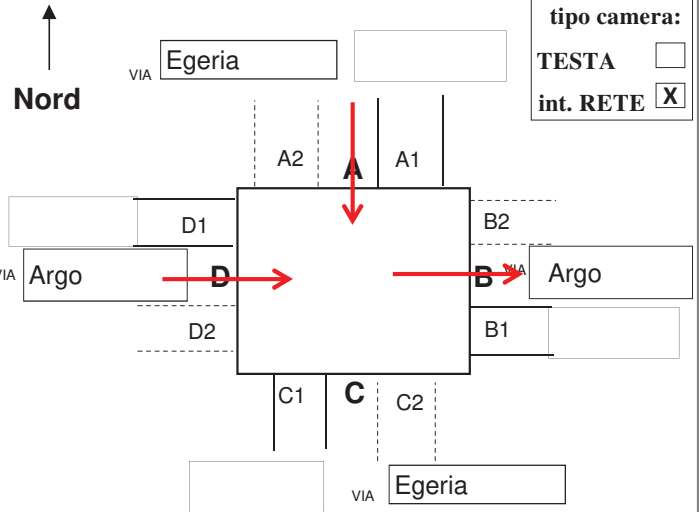 tipo camera:
TESTA
int. RETE X
Nord
VIA Egeria
A2 A A1
D1 B2
VIA Argo D B VIA Argo
D2 B1
C1 C C2
VIA Egeria